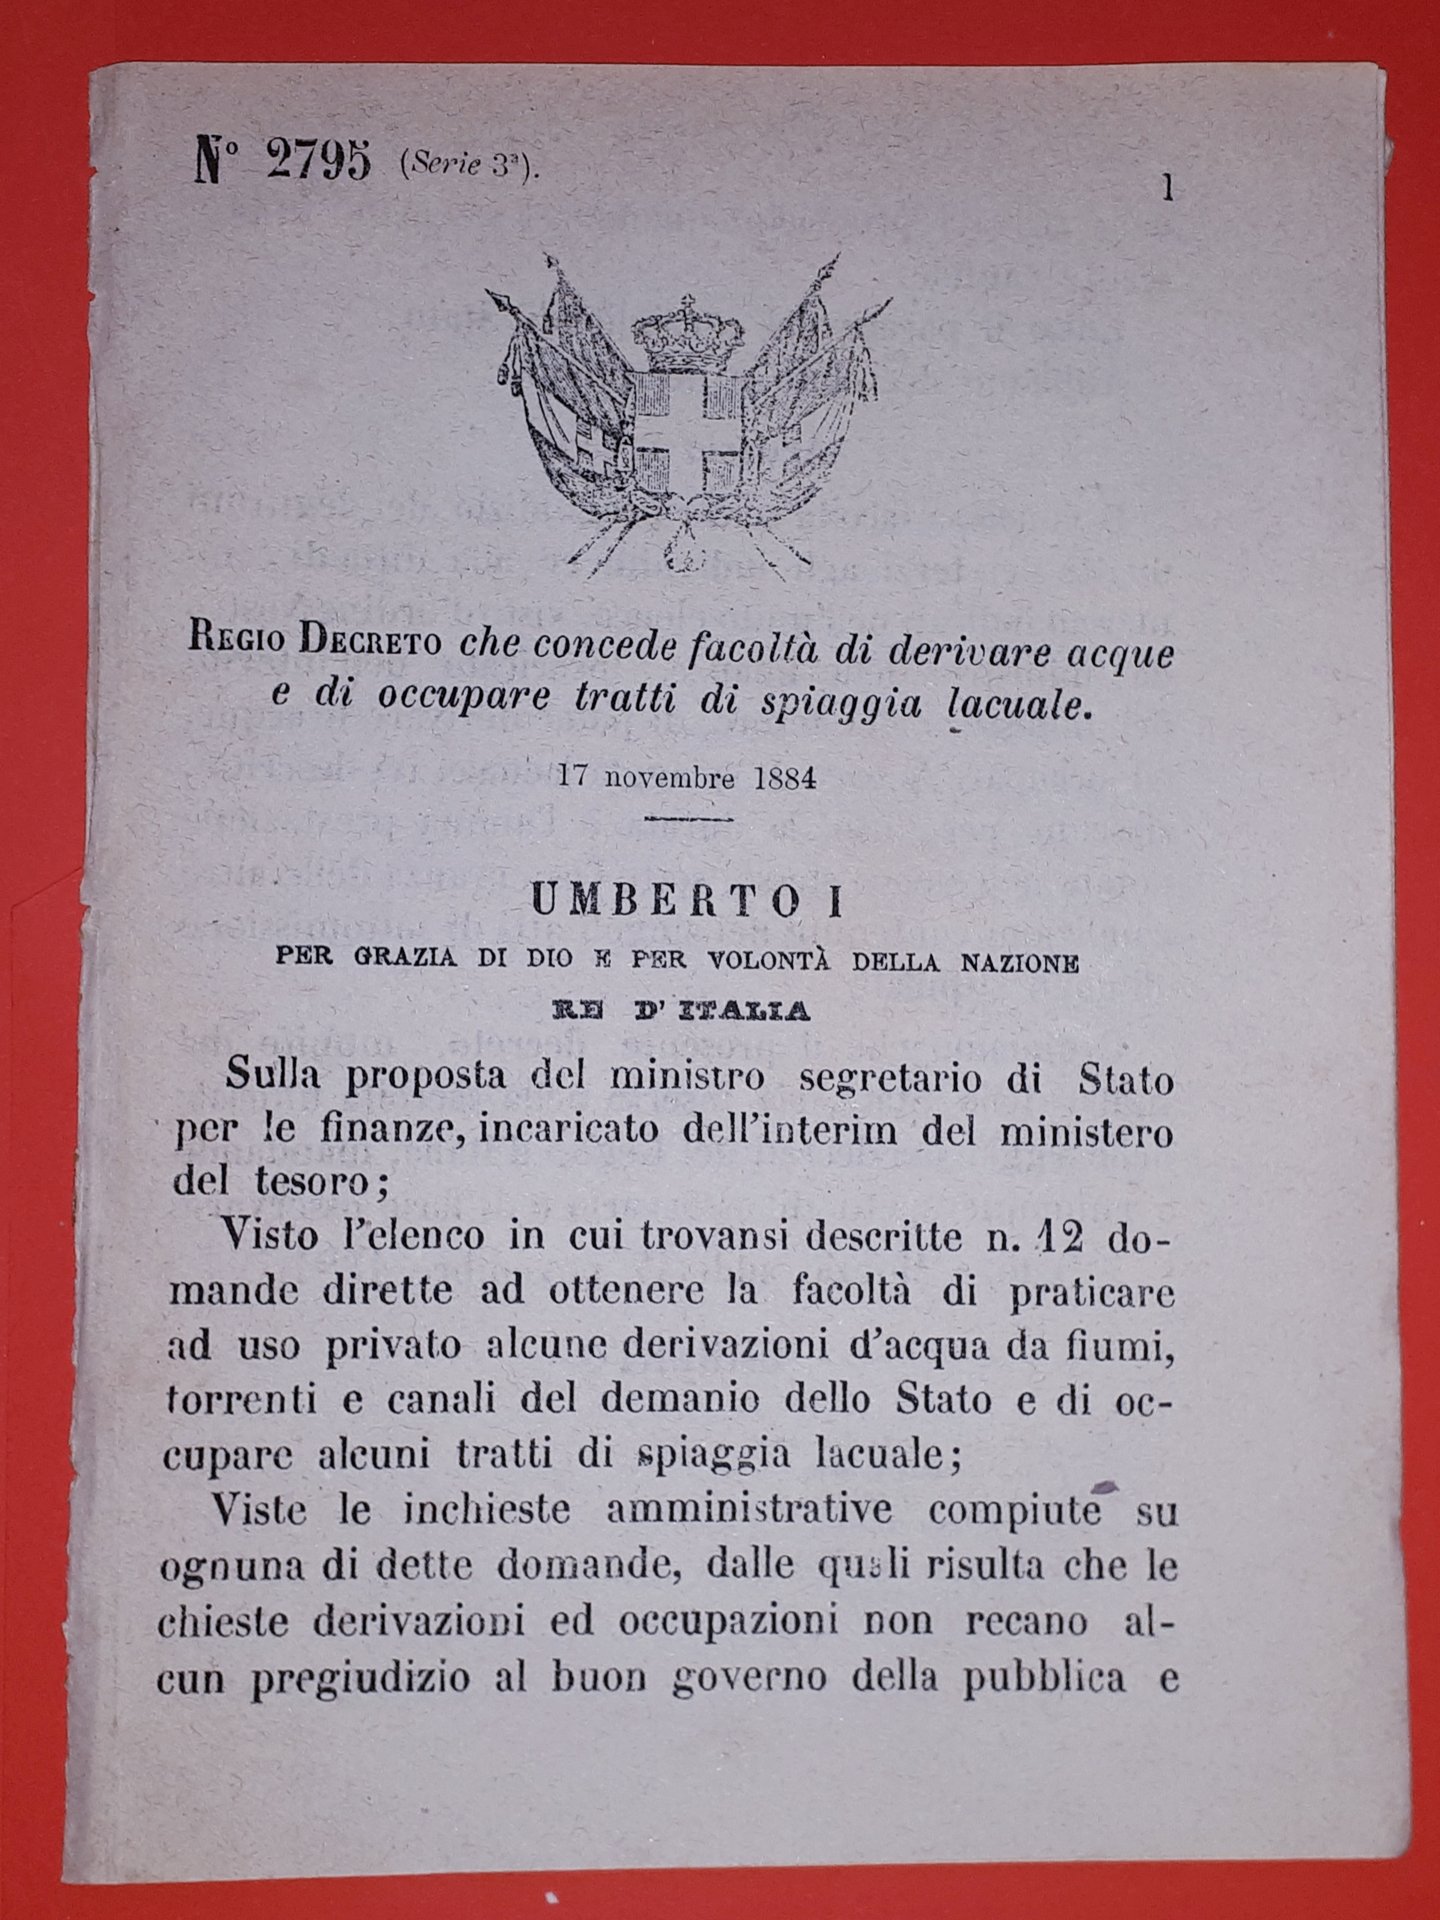 Nº 2795 (Serie 3ª).
1
REGIO DECRETO che concede facoltà di derivare acque
e di occupare tratti di spiaggia lacuale.
17 novembre 1884
UMBERTO I
PER GRAZIA DI DIO E PER VOLONTÀ DELLA NAZIONE
RE D'ITALIA
Sulla proposta del ministro segretario di Stato
per le finanze, incaricato dell'interim del ministero
del tesoro;
Visto l'elenco in cui trovansi descritte n. 12 do-
mande dirette ad ottenere la facoltà di praticare
ad uso privato alcune derivazioni d'acqua da fiumi,
torrenti e canali del demanio dello Stato e di oc-
cupare alcuni tratti di spiaggia lacuale;
Viste le inchieste amministrative compiute su
ognuna di dette domande, dalle quali risulta che le
chieste derivazioni ed occupazioni non recano al-
cun pregiudizio al buon governo della pubblica e